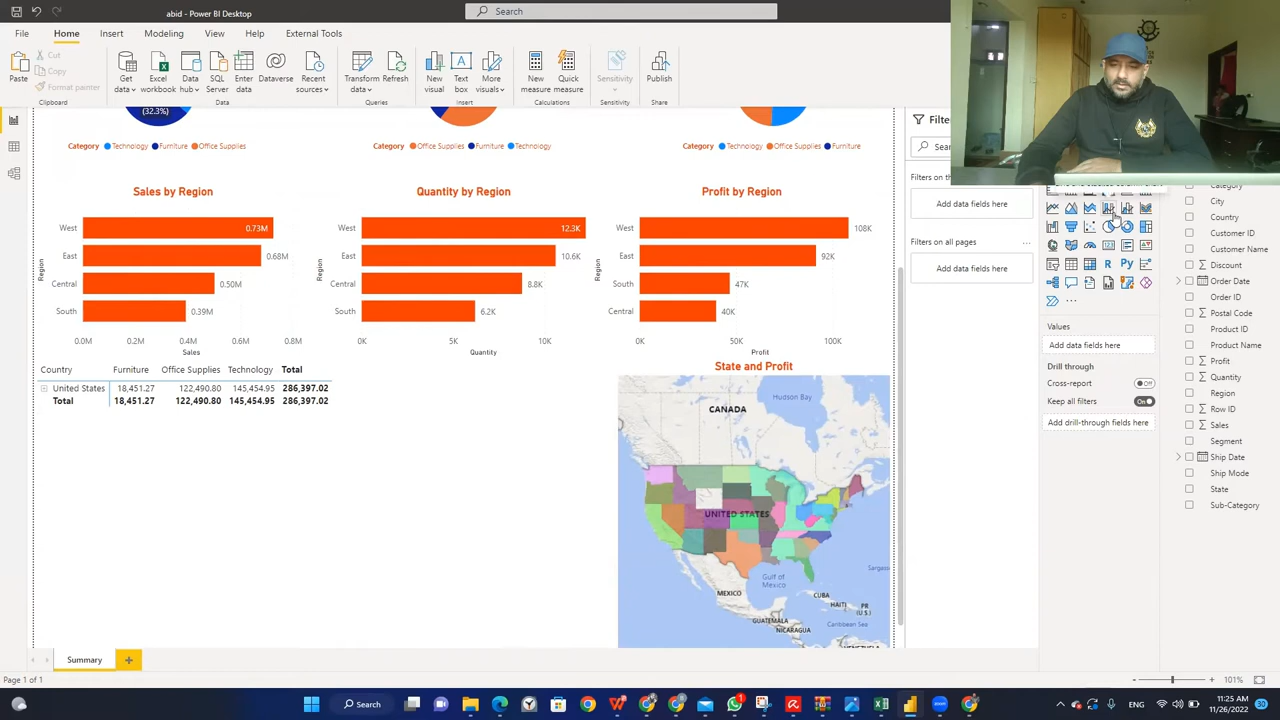 abid - Power BI Desktop
Search
File Home Insert Modeling View Help External Tools
Cut
Copy
Format painter
Paste
Get data
Excel workbook
Data hub
SQL Server
Enter data
Dataverse
Recent sources
Transform data
Refresh
New visual
Text box
More visuals
New measure
Quick measure
Sensitivity
Publish
Clipboard Data Queries Insert Calculations Sensitivity Share
(32.3%)
Category Technology Furniture Office Supplies
Category Office Supplies Furniture Technology
Category Technology Office Supplies Furniture
Sales by Region
Region
West 0.73M
East 0.68M
Central 0.50M
South 0.39M
0.0M 0.2M 0.4M 0.6M 0.8M
Sales
Quantity by Region
Region
West 12.3K
East 10.6K
Central 8.8K
South 6.2K
0K 5K 10K
Quantity
Profit by Region
Region
West 108K
East 92K
South 47K
Central 40K
0K 50K 100K
Profit
Country Furniture Office Supplies Technology Total
United States 18,451.27 122,490.80 145,454.95 286,397.02
Total 18,451.27 122,490.80 145,454.95 286,397.02
State and Profit
Hudson Bay
CANADA
UNITED STATES
Gulf of
Mexico
MEXICO
CUBA
HAITI
PR
(U.S.)
GUATEMALA
NICARAGUA
Caribbean Sea
Add data fields here
Filters on all pages ...
Add data fields here
R Py
Values
Add data fields here
Drill through
Cross-report Off
Keep all filters On
Add drill-through fields here
Category
City
Country
Customer ID
Customer Name
Discount
Order Date
Order ID
Postal Code
Product ID
Product Name
Profit
Quantity
Region
Row ID
Sales
Segment
Ship Date
Ship Mode
State
Sub-Category
Summary
Page 1 of 1
101%
Search
11:25 AM
11/26/2022